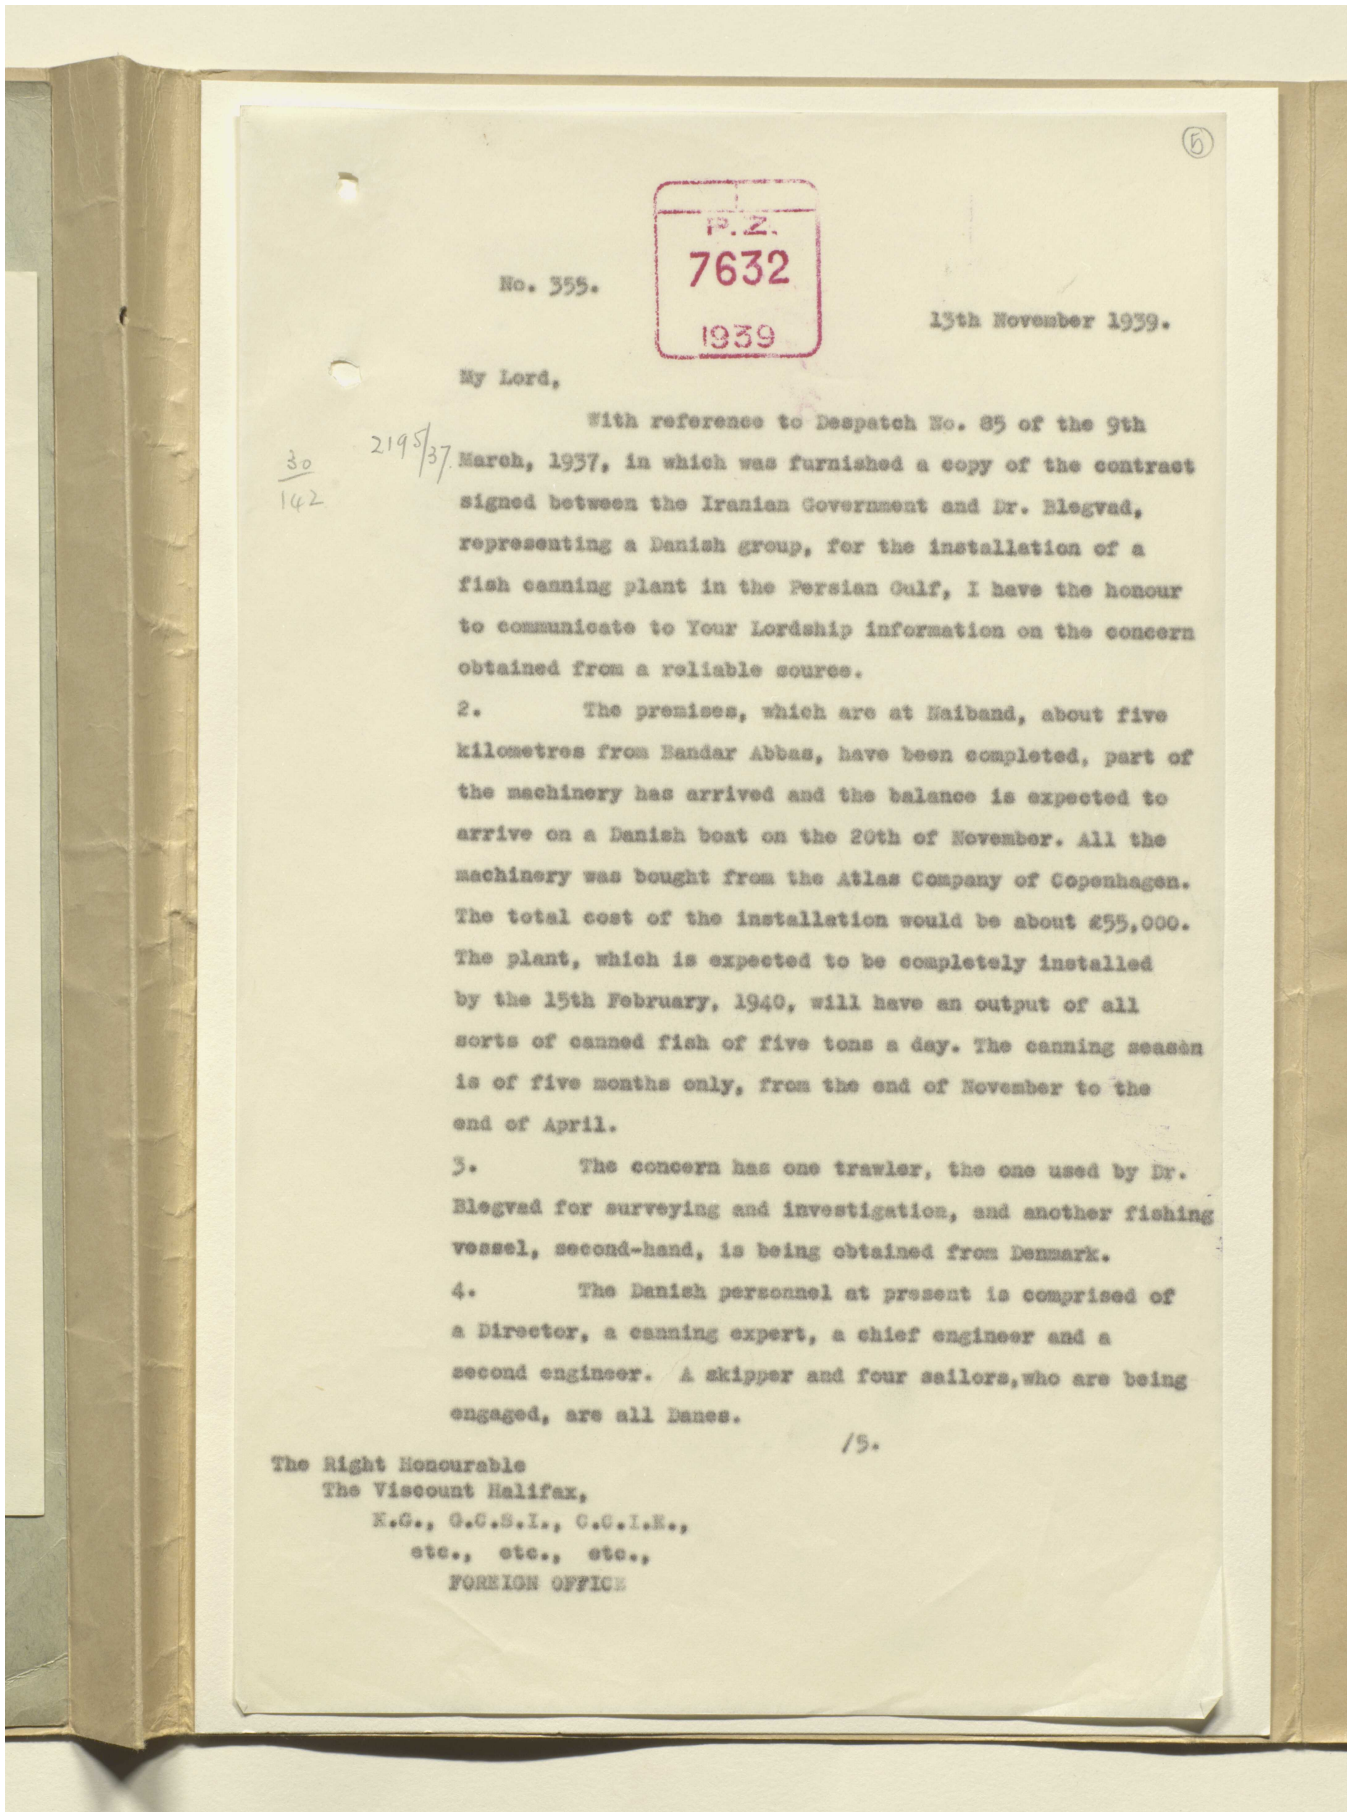 5
P.Z.
7632
1939
No. 355.
13th November 1939.
My Lord,
With reference to Despatch No. 85 of the 9th
2195/37
March, 1937, in which was furnished a copy of the contract
30
142
signed between the Iranian Government and Dr. Blegvad,
representing a Danish group, for the installation of a
fish canning plant in the Persian Gulf, I have the honour
to communicate to Your Lordship information on the concern
obtained from a reliable source.
2. The premises, which are at Naiband, about five
kilometres from Bandar Abbas, have been completed, part of
the machinery has arrived and the balance is expected to
arrive on a Danish boat on the 20th of November. All the
machinery was bought from the Atlas Company of Copenhagen.
The total cost of the installation would be about £55,000.
The plant, which is expected to be completely installed
by the 15th February, 1940, will have an output of all
sorts of canned fish of five tons a day. The canning season
is of five months only, from the end of November to the
end of April.
3. The concern has one trawler, the one used by Dr.
Blegvad for surveying and investigation, and another fishing
vessel, second-hand, is being obtained from Denmark.
4. The Danish personnel at present is comprised of
a Director, a canning expert, a chief engineer and a
second engineer. A skipper and four sailors,who are being
engaged, are all Danes.
/5.
The Right Honourable
The Viscount Halifax,
K.G., G.C.S.I., G.C.I.E.,
etc., etc., etc.,
FOREIGN OFFICE